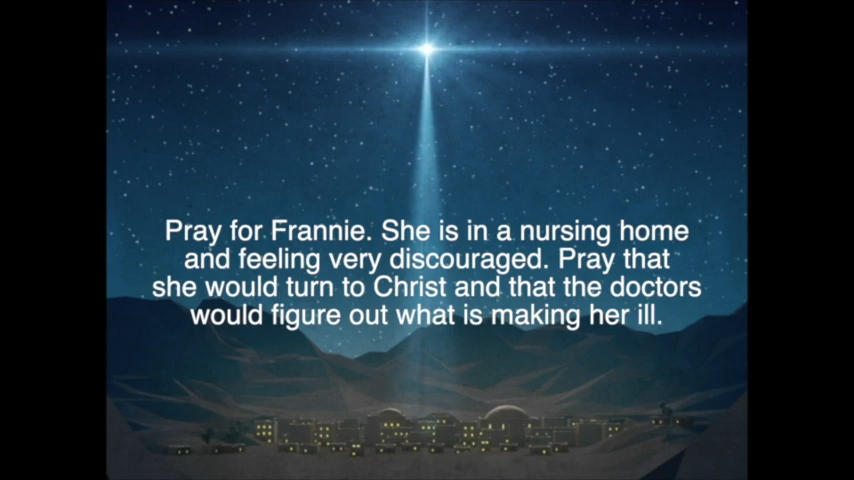 Pray for Frannie. She is in a nursing home
and feeling very discouraged. Pray that
she would turn to Christ and that the doctors
would figure out what is making her ill.